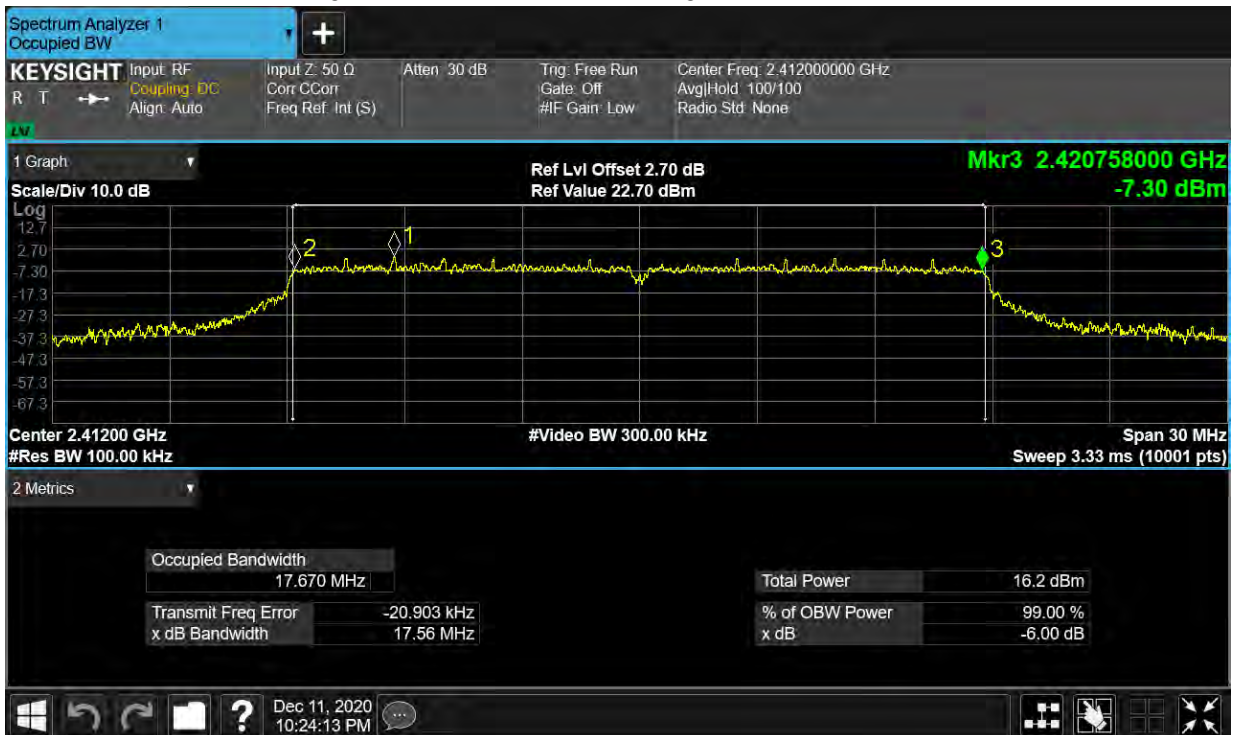 Spectrum Analyzer 1
Occupied BW
+
KEYSIGHT Input: RF Input Z: 50 Ω Atten: 30 dB Trig: Free Run Center Freq: 2.412000000 GHz
R T Coupling: DC Corr CCorr Gate: Off Avg|Hold: 100/100
Align: Auto Freq Ref: Int (S) #IF Gain: Low Radio Std: None
LXI
1 Graph Ref Lvl Offset 2.70 dB Mkr3 2.420758000 GHz
Scale/Div 10.0 dB Ref Value 22.70 dBm -7.30 dBm
Log
12.7
2.70
-7.30
-17.3
-27.3
-37.3
-47.3
-57.3
-67.3
2 1 3
Center 2.41200 GHz #Video BW 300.00 kHz Span 30 MHz
#Res BW 100.00 kHz Sweep 3.33 ms (10001 pts)
2 Metrics
Occupied Bandwidth
17.670 MHz Total Power 16.2 dBm
Transmit Freq Error -20.903 kHz % of OBW Power 99.00 %
x dB Bandwidth 17.56 MHz x dB -6.00 dB
? Dec 11, 2020
10:24:13 PM